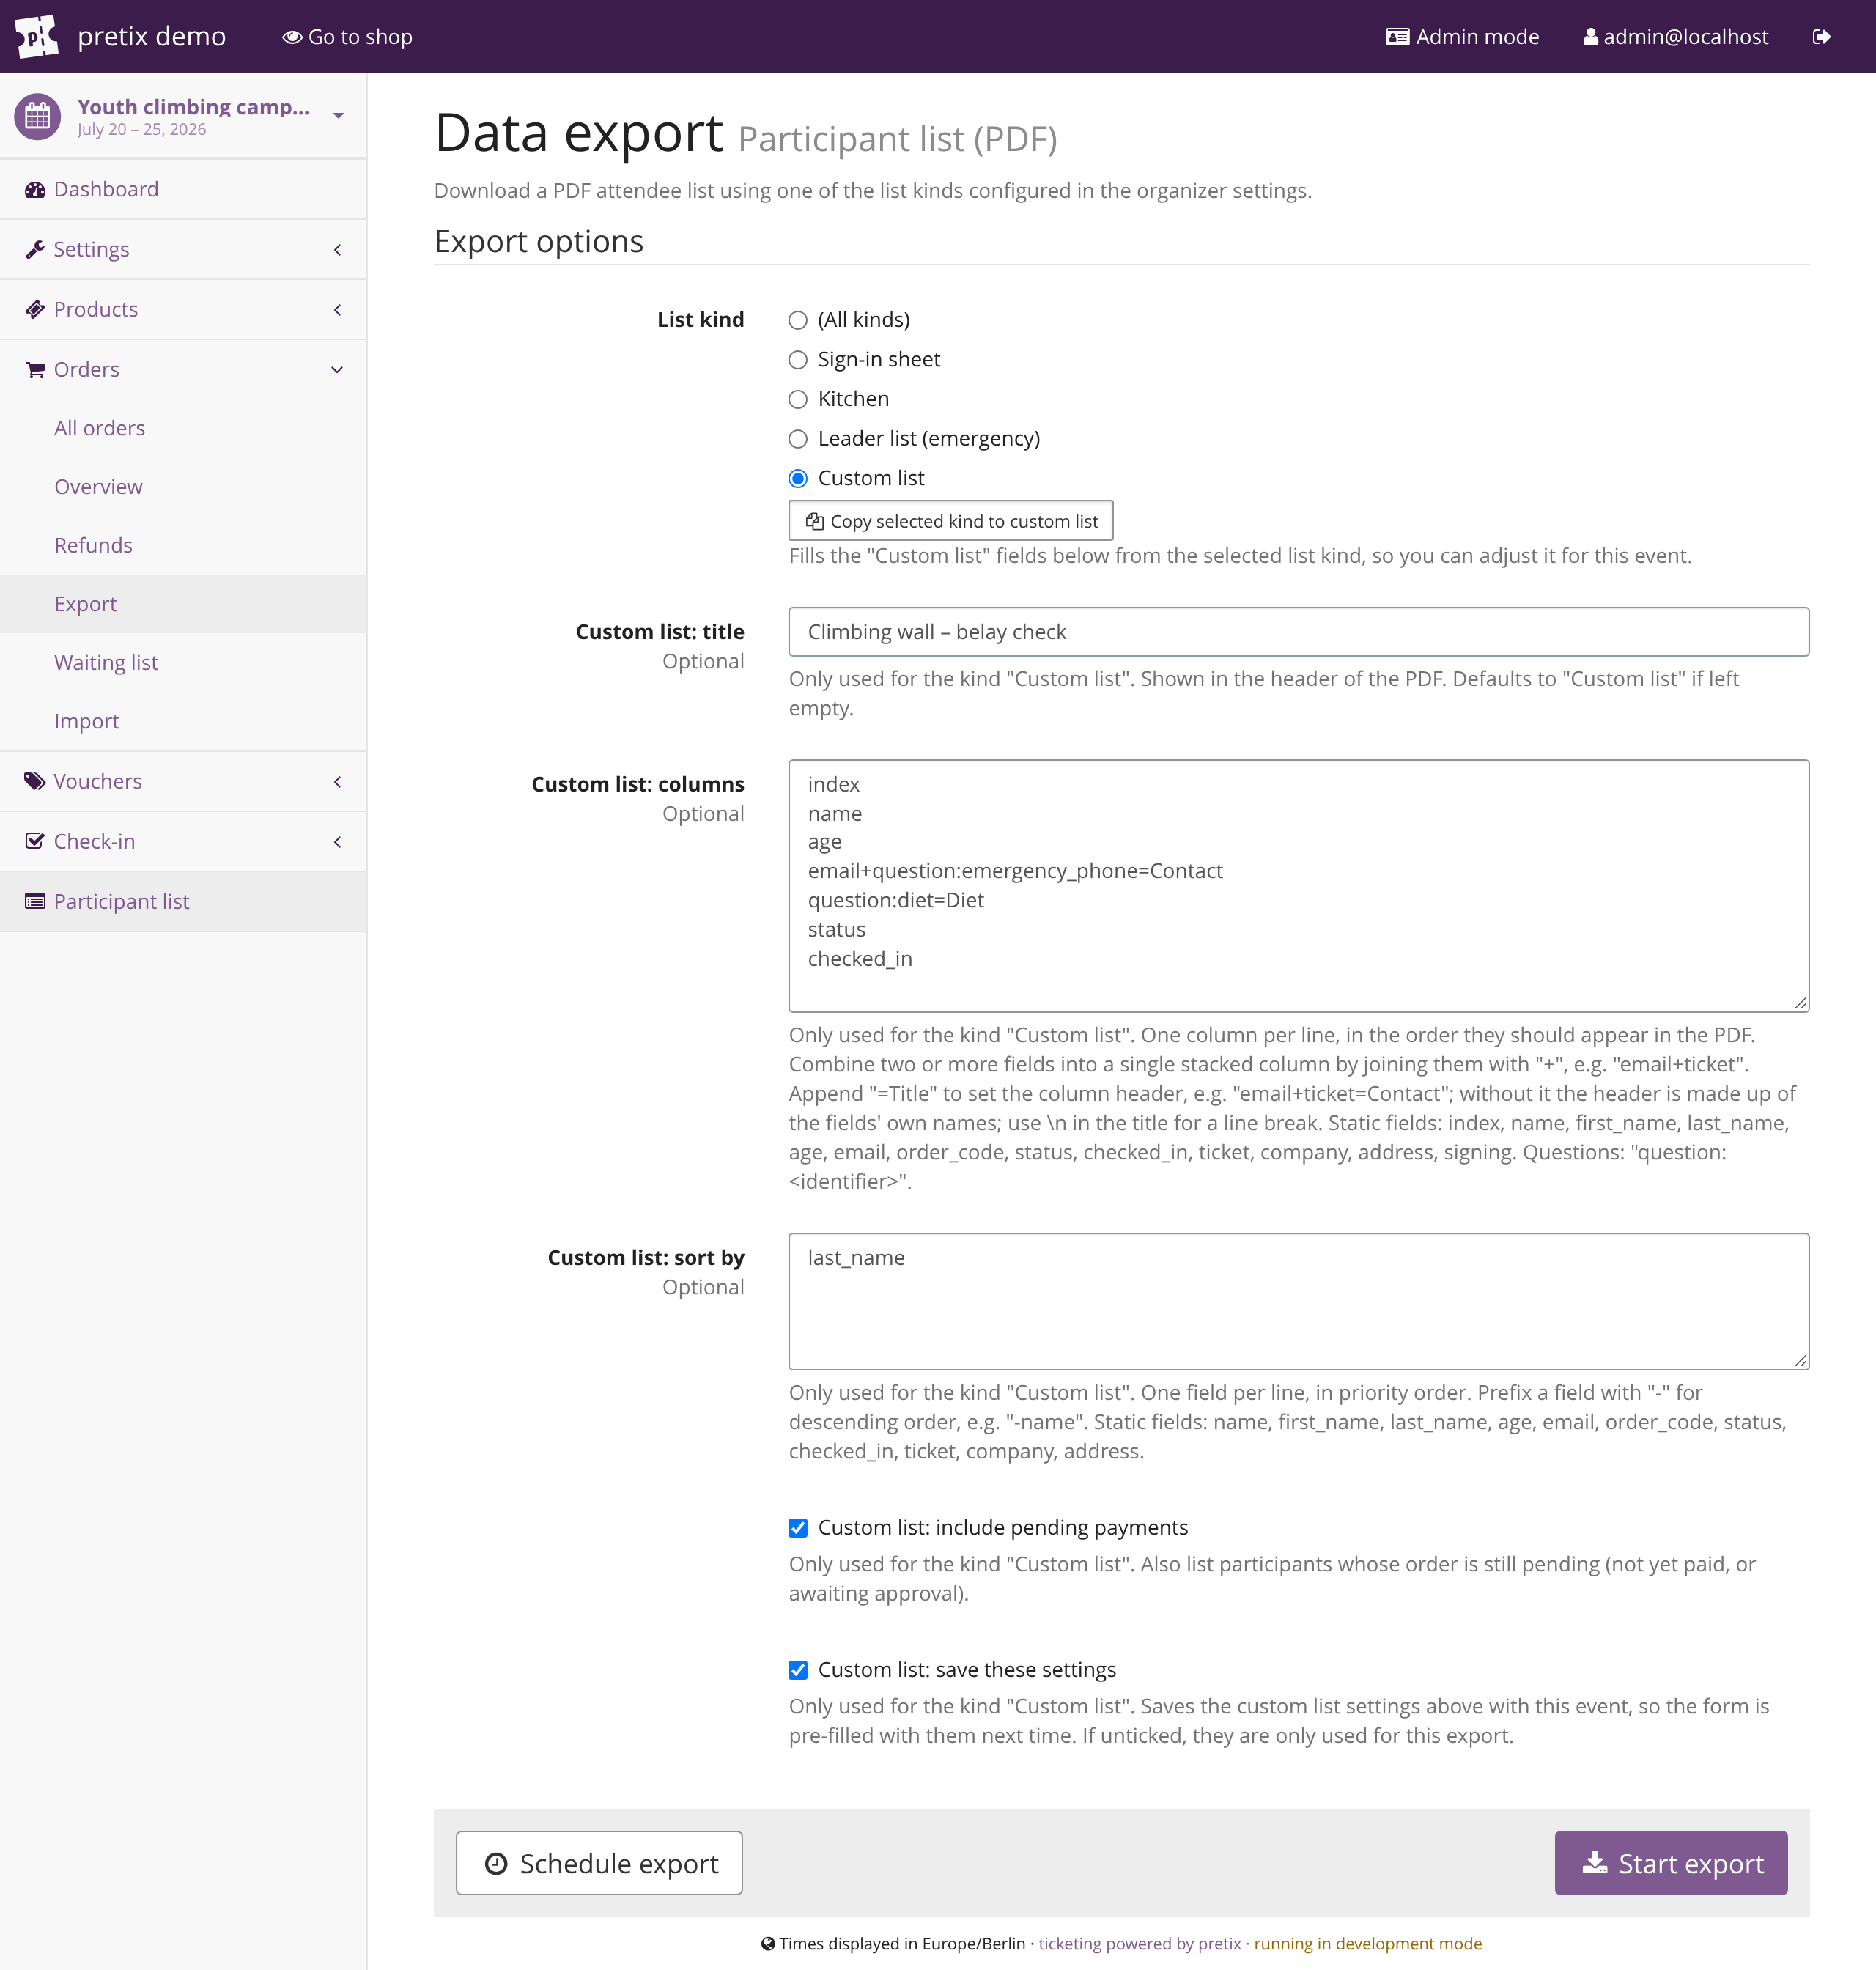 pretix demo
Go to shop
Admin mode
admin@localhost
Youth climbing camp...
July 20 – 25, 2026
Dashboard
Settings
Products
Orders
All orders
Overview
Refunds
Export
Waiting list
Import
Vouchers
Check-in
Participant list
Data export Participant list (PDF)
Download a PDF attendee list using one of the list kinds configured in the organizer settings.
Export options
List kind
(All kinds)
Sign-in sheet
Kitchen
Leader list (emergency)
Custom list
Copy selected kind to custom list
Fills the "Custom list" fields below from the selected list kind, so you can adjust it for this event.
Custom list: title
Optional
Climbing wall – belay check
Only used for the kind "Custom list". Shown in the header of the PDF. Defaults to "Custom list" if left
empty.
Custom list: columns
Optional
index
name
age
email+question:emergency_phone=Contact
question:diet=Diet
status
checked_in
Only used for the kind "Custom list". One column per line, in the order they should appear in the PDF.
Combine two or more fields into a single stacked column by joining them with "+", e.g. "email+ticket".
Append "=Title" to set the column header, e.g. "email+ticket=Contact"; without it the header is made up of
the fields' own names; use \n in the title for a line break. Static fields: index, name, first_name, last_name,
age, email, order_code, status, checked_in, ticket, company, address, signing. Questions: "question:
<identifier>".
Custom list: sort by
Optional
last_name
Only used for the kind "Custom list". One field per line, in priority order. Prefix a field with "-" for
descending order, e.g. "-name". Static fields: name, first_name, last_name, age, email, order_code, status,
checked_in, ticket, company, address.
Custom list: include pending payments
Only used for the kind "Custom list". Also list participants whose order is still pending (not yet paid, or
awaiting approval).
Custom list: save these settings
Only used for the kind "Custom list". Saves the custom list settings above with this event, so the form is
pre-filled with them next time. If unticked, they are only used for this export.
Schedule export
Start export
Times displayed in Europe/Berlin · ticketing powered by pretix · running in development mode